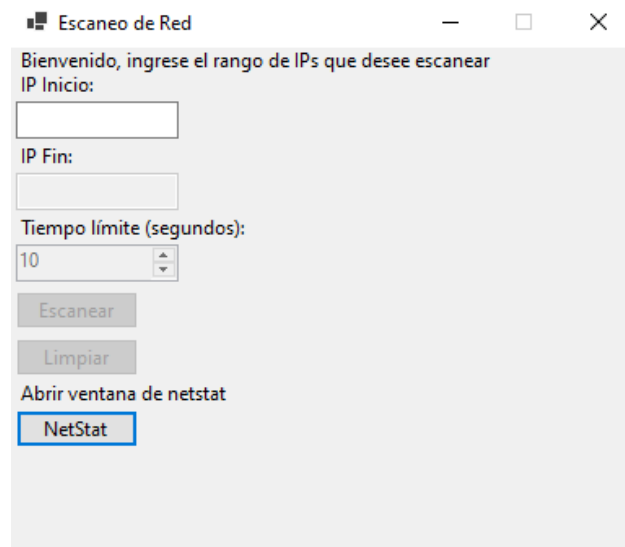 Escaneo de Red
Bienvenido, ingrese el rango de IPs que desee escanear
IP Inicio:
IP Fin:
Tiempo límite (segundos):
10
Escanear
Limpiar
Abrir ventana de netstat
NetStat